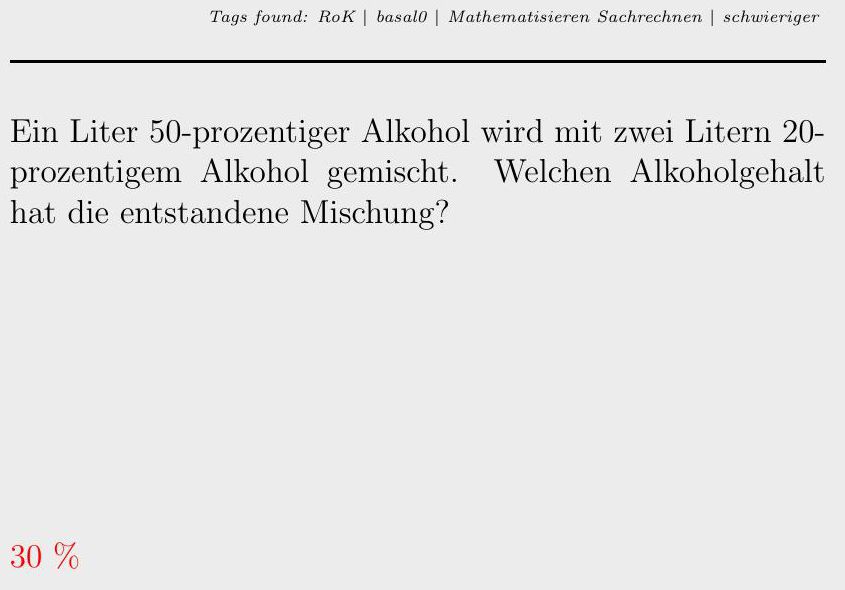 Tags found: RoK | basal0 | Mathematisieren Sachrechnen | schwieriger
Ein Liter 50-prozentiger Alkohol wird mit zwei Litern 20-
prozentigem Alkohol gemischt. Welchen Alkoholgehalt
hat die entstandene Mischung?
30 %